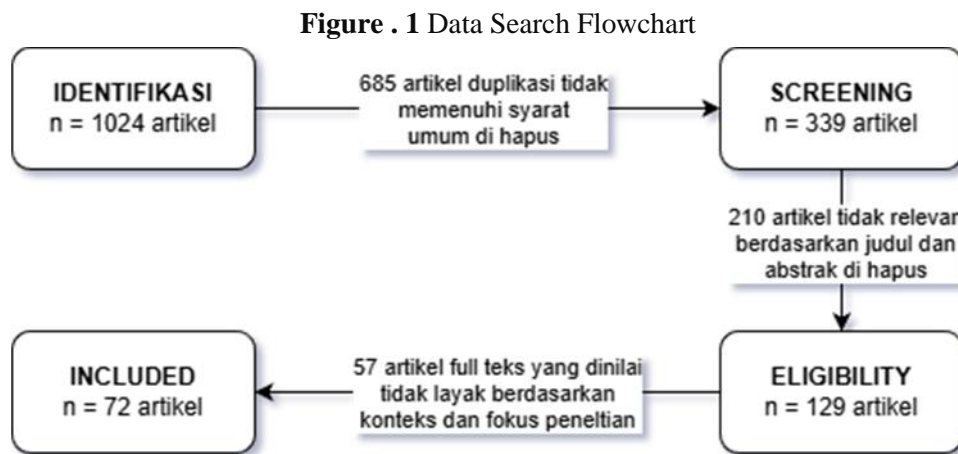 Figure . 1 Data Search Flowchart
IDENTIFIKASI
n = 1024 artikel
685 artikel duplikasi tidak
memenuhi syarat
umum di hapus
SCREENING
n = 339 artikel
210 artikel tidak relevan
berdasarkan judul dan
abstrak di hapus
ELIGIBILITY
n = 129 artikel
57 artikel full teks yang dinilai
tidak layak berdasarkan
konteks dan fokus peneltian
INCLUDED
n = 72 artikel